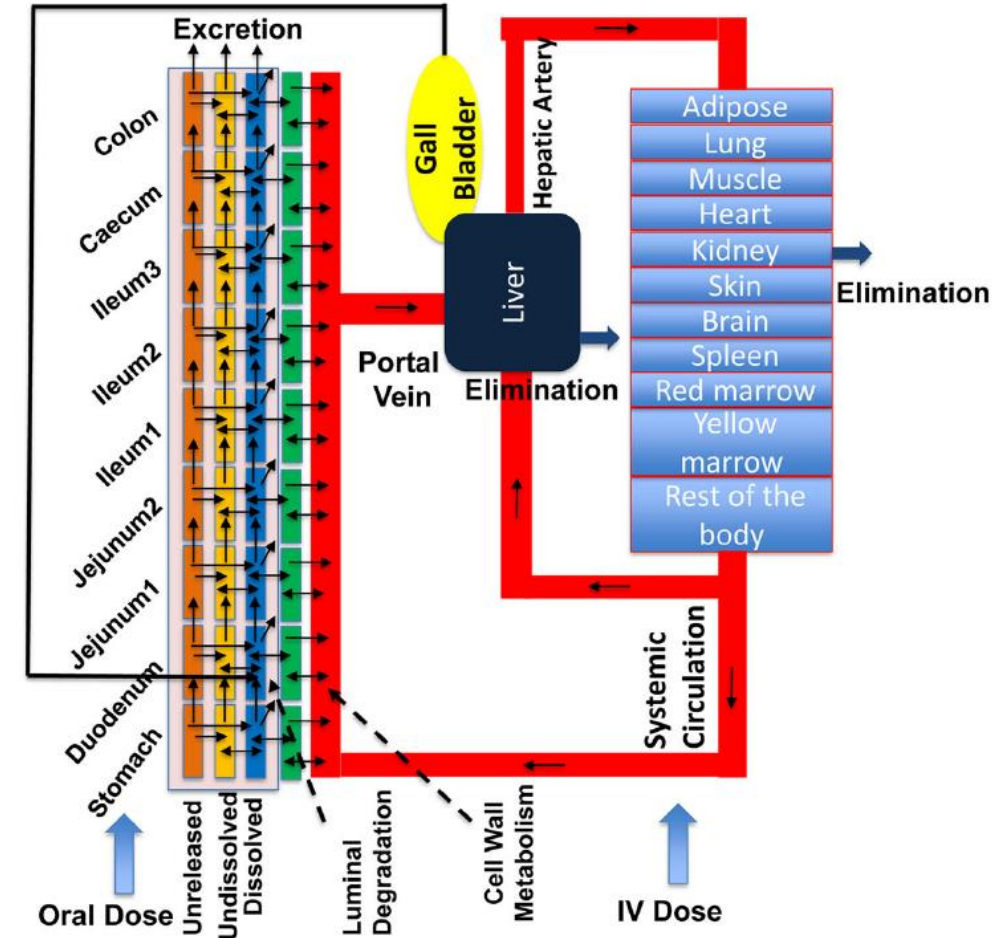 Excretion
Colon
Caecum
Ileum3
Ileum2
Ileum1
Jejunum2
Jejunum1
Duodenum
Stomach
Oral Dose
Unreleased
Undissolved
Dissolved
Luminal
Degradation
Cell Wall
Metabolism
Portal
Vein
Gall
Bladder
Liver
Elimination
Hepatic Artery
Adipose
Lung
Muscle
Heart
Kidney
Skin
Brain
Spleen
Red marrow
Yellow
marrow
Rest of the
body
Elimination
Systemic
Circulation
IV Dose